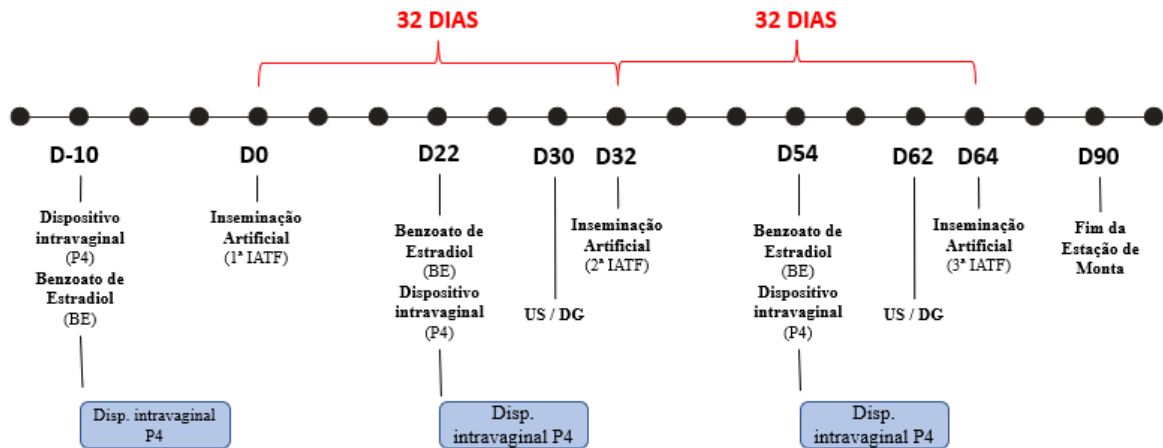 32 DIAS
32 DIAS
D-10
D0
D22
D30
D32
D54
D62
D64
D90
Dispositivo
intravaginal
(P4)
Benzoato de
Estradiol
(BE)
Inseminação
Artificial
(1ª IATF)
Benzoato de
Estradiol
(BE)
Dispositivo
intravaginal
(P4)
US / DG
Inseminação
Artificial
(2ª IATF)
Benzoato de
Estradiol
(BE)
Dispositivo
intravaginal
(P4)
US / DG
Inseminação
Artificial
(3ª IATF)
Fim da
Estação de
Monta
Disp. intravaginal
P4
Disp.
intravaginal P4
Disp.
intravaginal P4